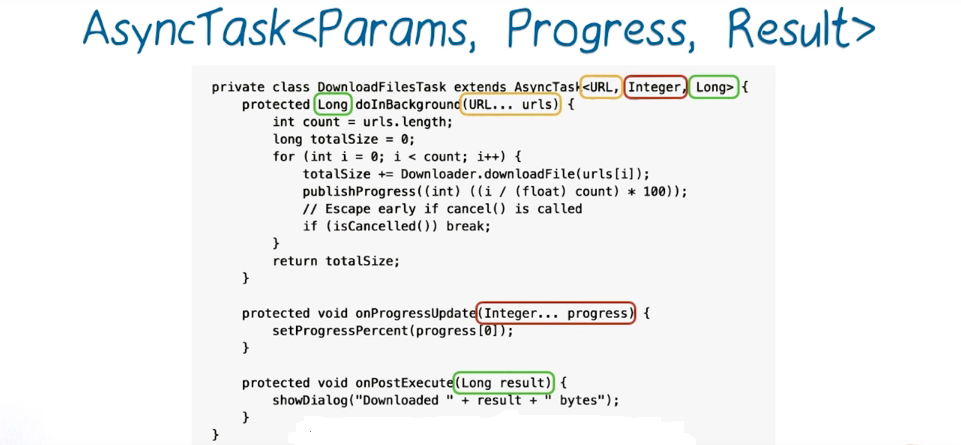 AsyncTask<Params, Progress, Result>
private class DownloadFilesTask extends AsyncTask<URL, Integer, Long> {
    protected Long doInBackground(URL... urls) {
        int count = urls.length;
        long totalSize = 0;
        for (int i = 0; i < count; i++) {
            totalSize += Downloader.downloadFile(urls[i]);
            publishProgress((int) ((i / (float) count) * 100));
            // Escape early if cancel() is called
            if (isCancelled()) break;
        }
        return totalSize;
    }

    protected void onProgressUpdate(Integer... progress) {
        setProgressPercent(progress[0]);
    }

    protected void onPostExecute(Long result) {
        showDialog("Downloaded " + result + " bytes");
    }
}